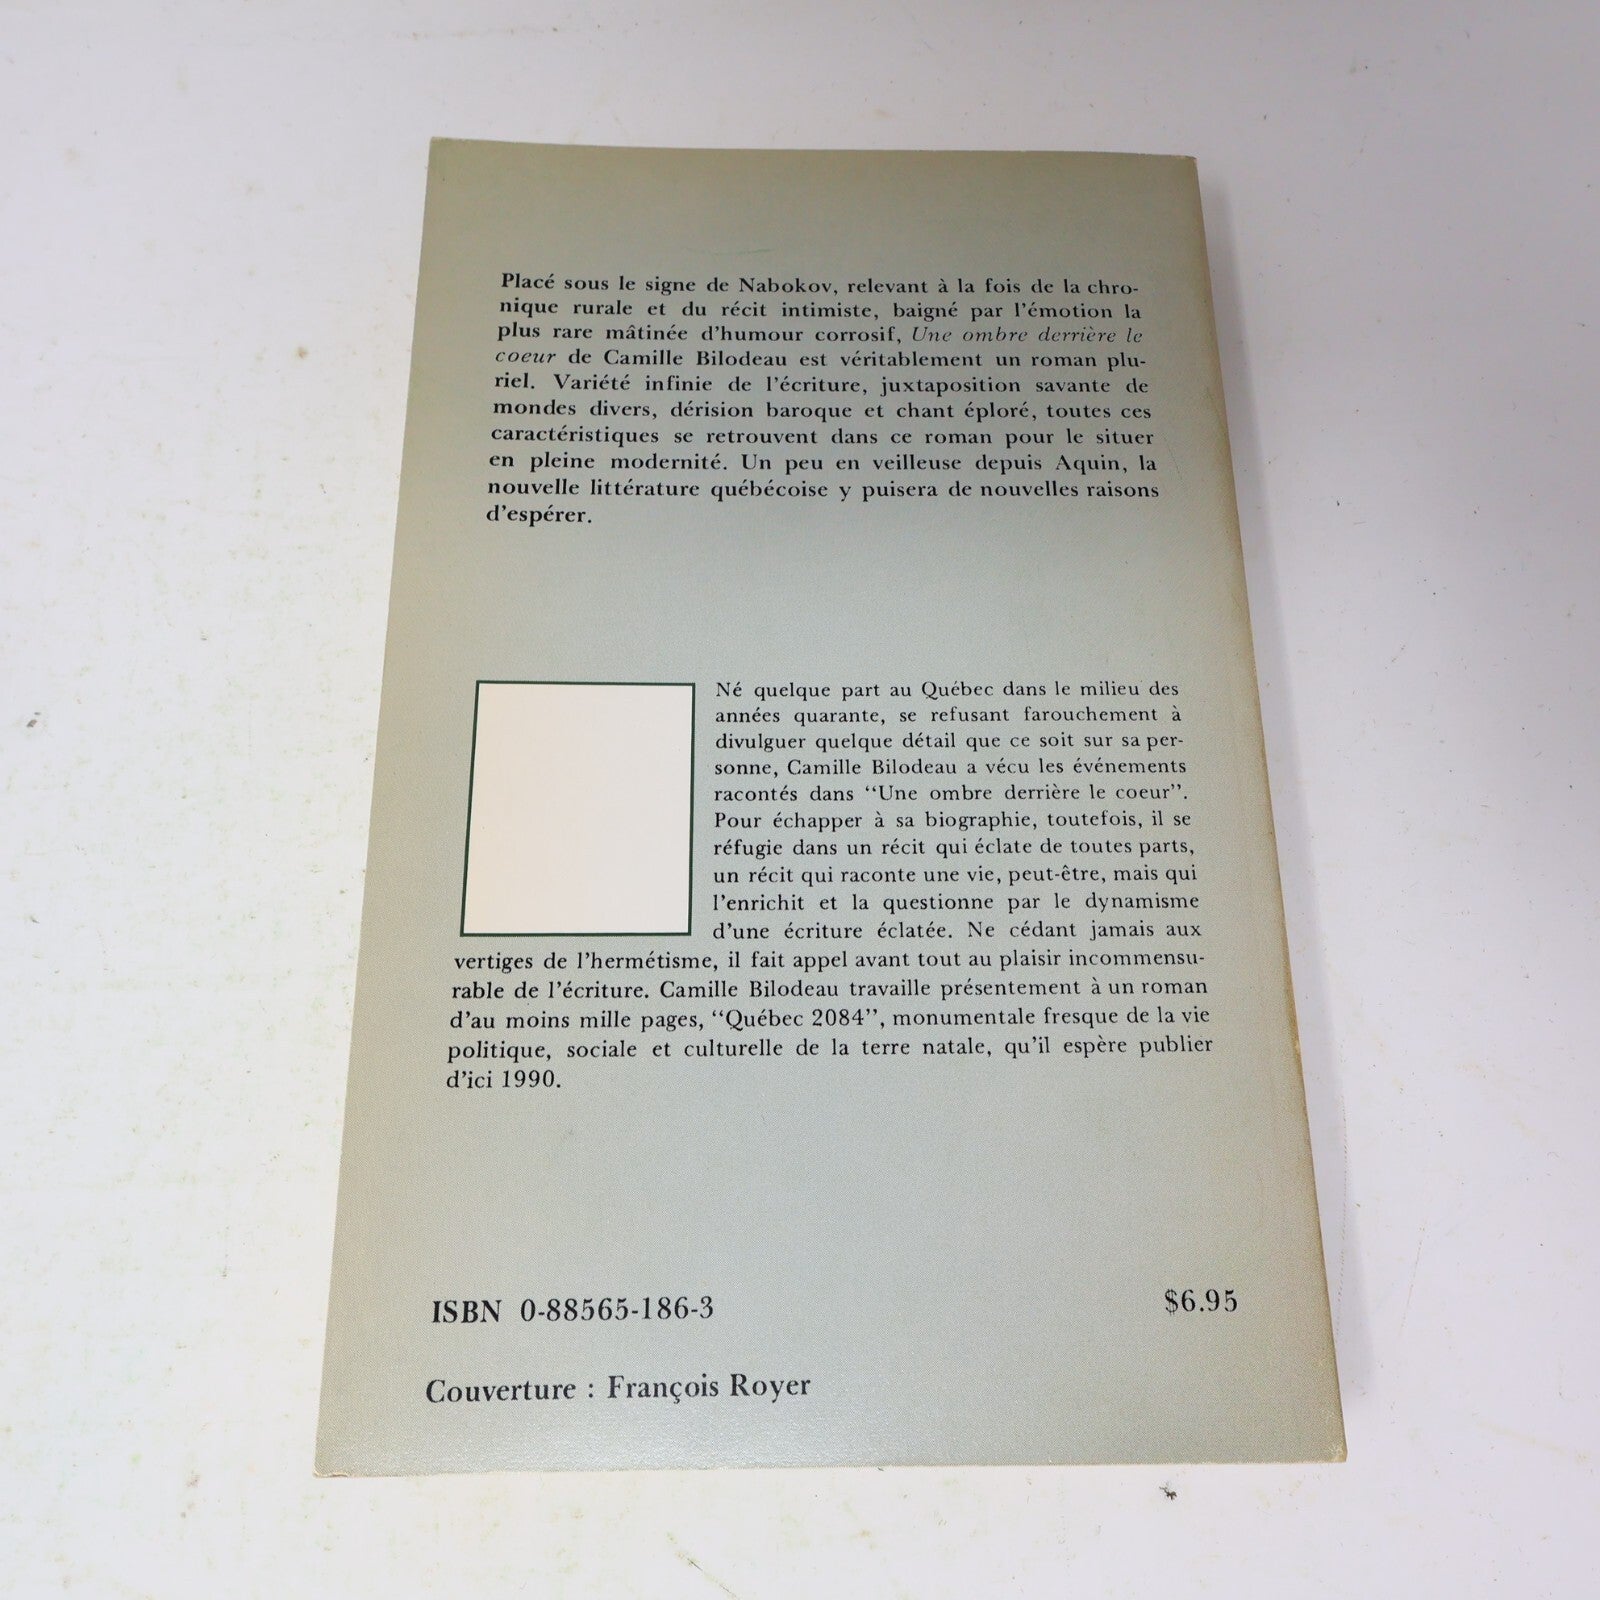 Placé sous le signe de Nabokov, relevant à la fois de la chro-
nique rurale et du récit intimiste, baigné par l'émotion la
plus rare mâtinée d'humour corrosif, Une ombre derrière le
coeur de Camille Bilodeau est véritablement un roman plu-
riel. Variété infinie de l'écriture, juxtaposition savante de
mondes divers, dérision baroque et chant éploré, toutes ces
caractéristiques se retrouvent dans ce roman pour le situer
en pleine modernité. Un peu en veilleuse depuis Aquin, la
nouvelle littérature québécoise y puisera de nouvelles raisons
d'espérer.
Né quelque part au Québec dans le milieu des
années quarante, se refusant farouchement à
divulguer quelque détail que ce soit sur sa per-
sonne, Camille Bilodeau a vécu les événements
racontés dans "Une ombre derrière le coeur".
Pour échapper à sa biographie, toutefois, il se
réfugie dans un récit qui éclate de toutes parts,
un récit qui raconte une vie, peut-être, mais qui
l'enrichit et la questionne par le dynamisme
d'une écriture éclatée. Ne cédant jamais aux
vertiges de l'hermétisme, il fait appel avant tout au plaisir incommensu-
rable de l'écriture. Camille Bilodeau travaille présentement à un roman
d'au moins mille pages, "Québec 2084", monumentale fresque de la vie
politique, sociale et culturelle de la terre natale, qu'il espère publier
d'ici 1990.
ISBN 0-88565-186-3
$6.95
Couverture : François Royer